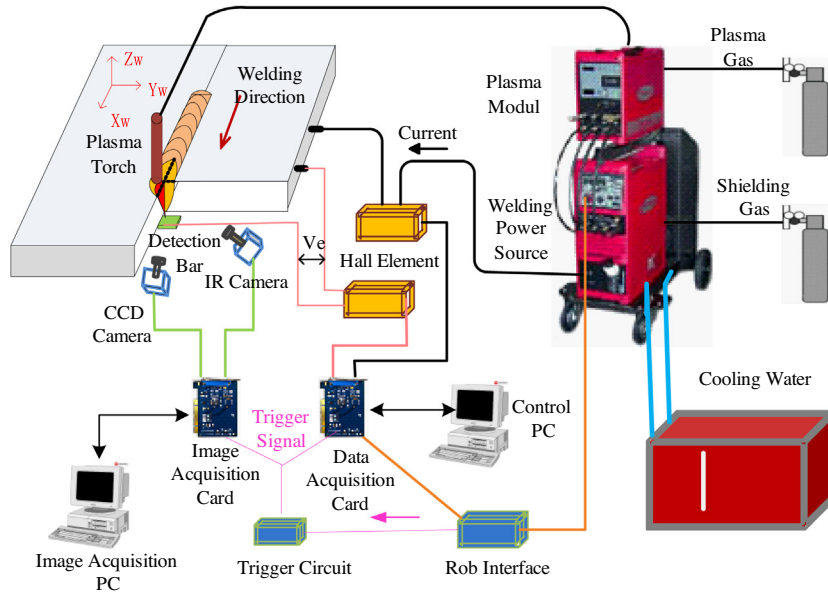 Zw
Yw
Xw
Welding
Direction
Plasma
Torch
Plasma
Gas
Plasma
Modul
Current
Shielding
Gas
Welding
Power
Source
Detection
Bar
Ve
Hall Element
IR Camera
CCD
Camera
Cooling Water
Trigger
Signal
Control
PC
Image
Acquisition
Card
Data
Acquisition
Card
Image Acquisition
PC
Trigger Circuit
Rob Interface